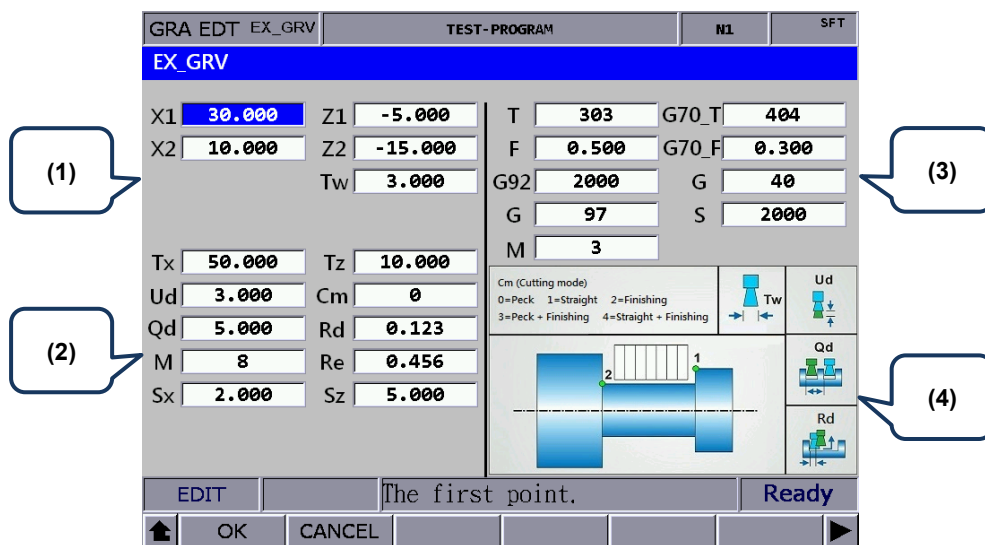 GRA EDT EX_GRV TEST-PROGRAM N1 SFT
EX_GRV
X1 30.000 Z1 -5.000 T 303 G70_T 404
X2 10.000 Z2 -15.000 F 0.500 G70_F 0.300
Tw 3.000 G92 2000 G 40
G 97 S 2000
M 3
Tx 50.000 Tz 10.000
Ud 3.000 Cm 0
Qd 5.000 Rd 0.123
M 8 Re 0.456
Sx 2.000 Sz 5.000
Cm (Cutting mode)
0=Peck 1=Straight 2=Finishing
3=Peck + Finishing 4=Straight + Finishing
Tw
Ud
Qd
Rd
1
2
(1)
(2)
(3)
(4)
EDIT The first point. Ready
OK CANCEL